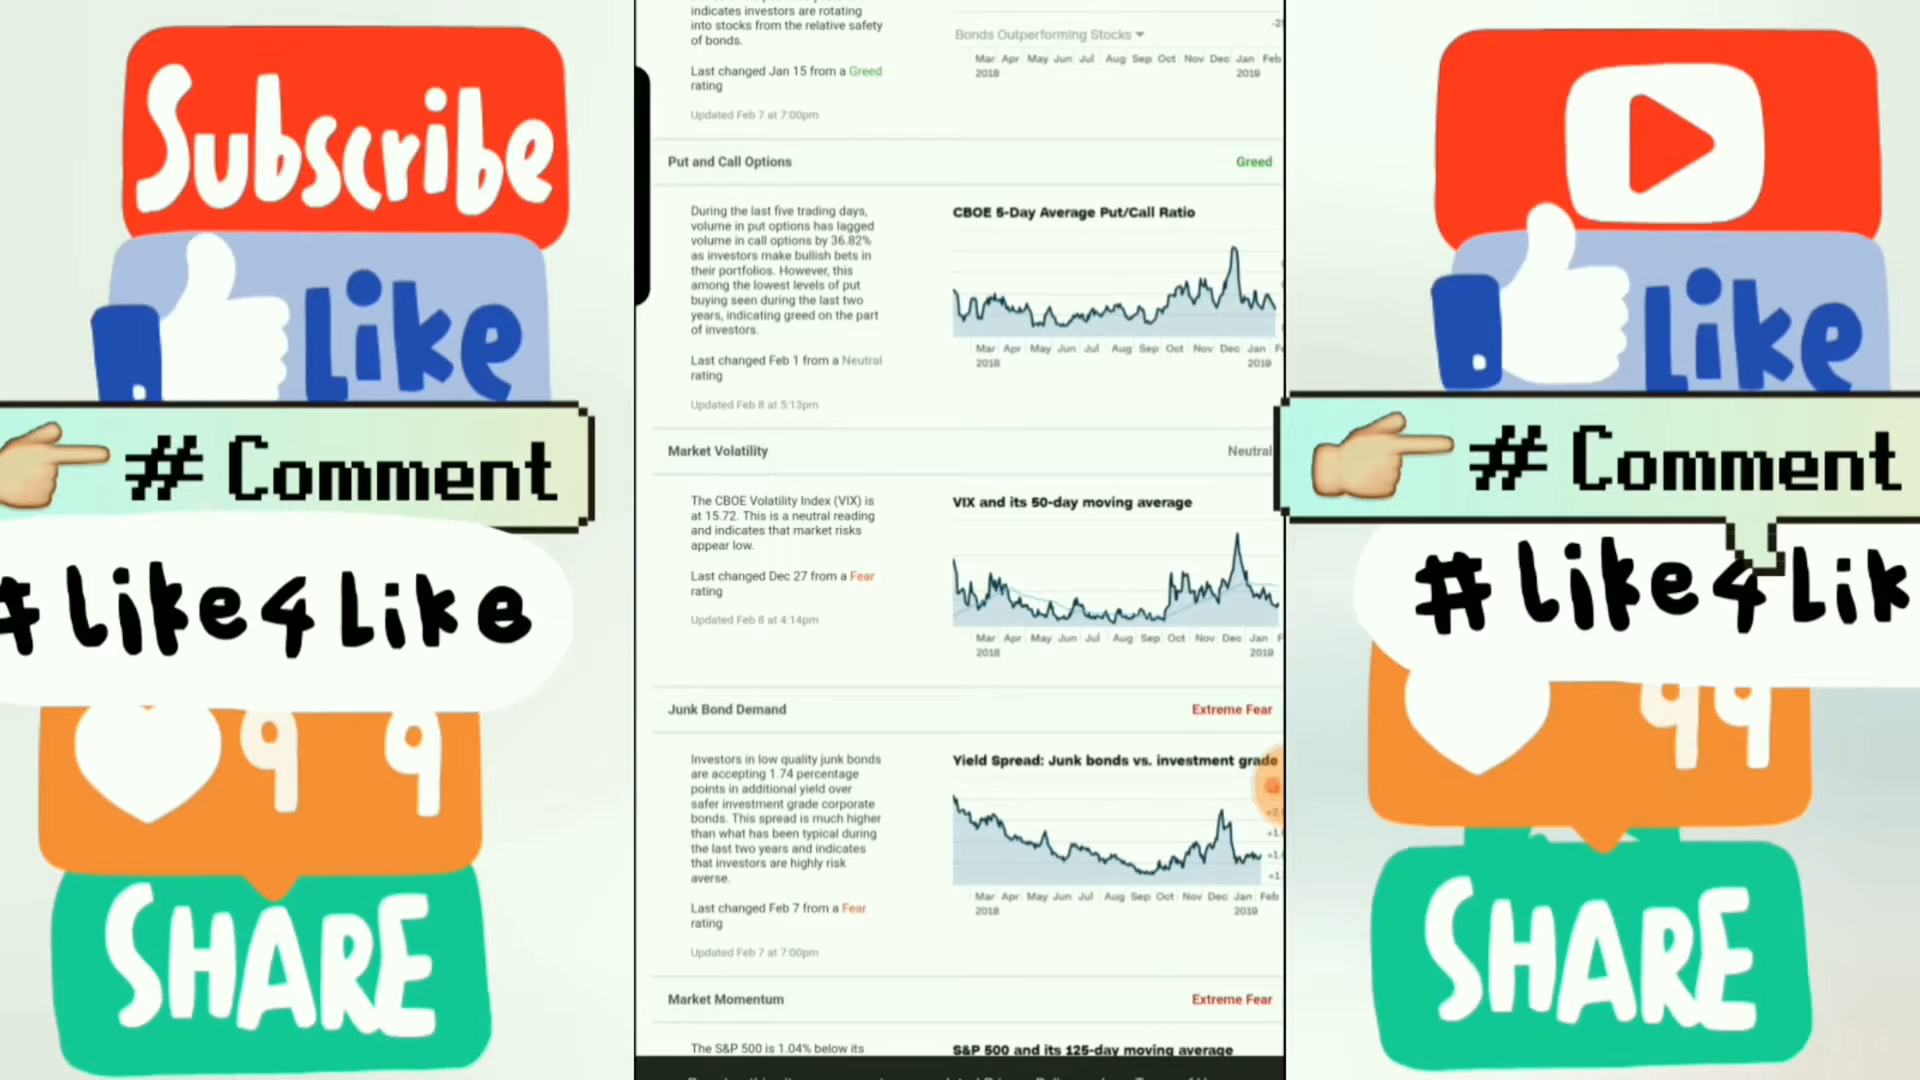 Subscribe
Like
# Comment
#Like4Like
99
SHARE
indicates investors are rotating
into stocks from the relative safety
of bonds.
Last changed Jan 15 from a Greed
rating
Updated Feb 7 at 7:00pm
Bonds Outperforming Stocks
Mar Apr May Jun Jul Aug Sep Oct Nov Dec Jan Feb
2018 2019
Put and Call Options Greed
During the last five trading days,
volume in put options has lagged
volume in call options by 36.82%
as investors make bullish bets in
their portfolios. However, this
among the lowest levels of put
buying seen during the last two
years, indicating greed on the part
of investors.
Last changed Feb 1 from a Neutral
rating
Updated Feb 8 at 5:13pm
CBOE 5-Day Average Put/Call Ratio
Mar Apr May Jun Jul Aug Sep Oct Nov Dec Jan F
2018 2019
Market Volatility Neutral
The CBOE Volatility Index (VIX) is
at 15.72. This is a neutral reading
and indicates that market risks
appear low.
Last changed Dec 27 from a Fear
rating
Updated Feb 8 at 4:14pm
VIX and its 50-day moving average
Mar Apr May Jun Jul Aug Sep Oct Nov Dec Jan F
2018 2019
Junk Bond Demand Extreme Fear
Investors in low quality junk bonds
are accepting 1.74 percentage
points in additional yield over
safer investment grade corporate
bonds. This spread is much higher
than what has been typical during
the last two years and indicates
that investors are highly risk
averse.
Last changed Feb 7 from a Fear
rating
Updated Feb 7 at 7:00pm
Yield Spread: Junk bonds vs. investment grade
Mar Apr May Jun Jul Aug Sep Oct Nov Dec Jan Feb
2018 2019
Market Momentum Extreme Fear
The S&P 500 is 1.04% below its
S&P 500 and its 125-day moving average
Like
# Comment
#Like4Lik
99
SHARE